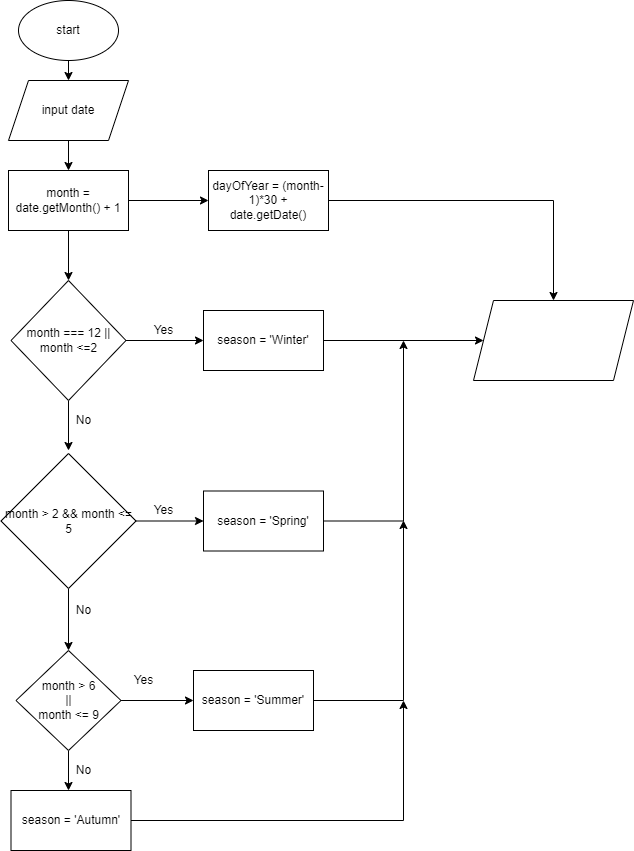 start
input date
month =
date.getMonth() + 1
dayOfYear = (month-
1)*30 +
date.getDate()
month === 12 ||
month <=2
Yes
season = 'Winter'
No
month > 2 && month <=
5
Yes
season = 'Spring'
No
month > 6
||
month <= 9
Yes
season = 'Summer'
No
season = 'Autumn'